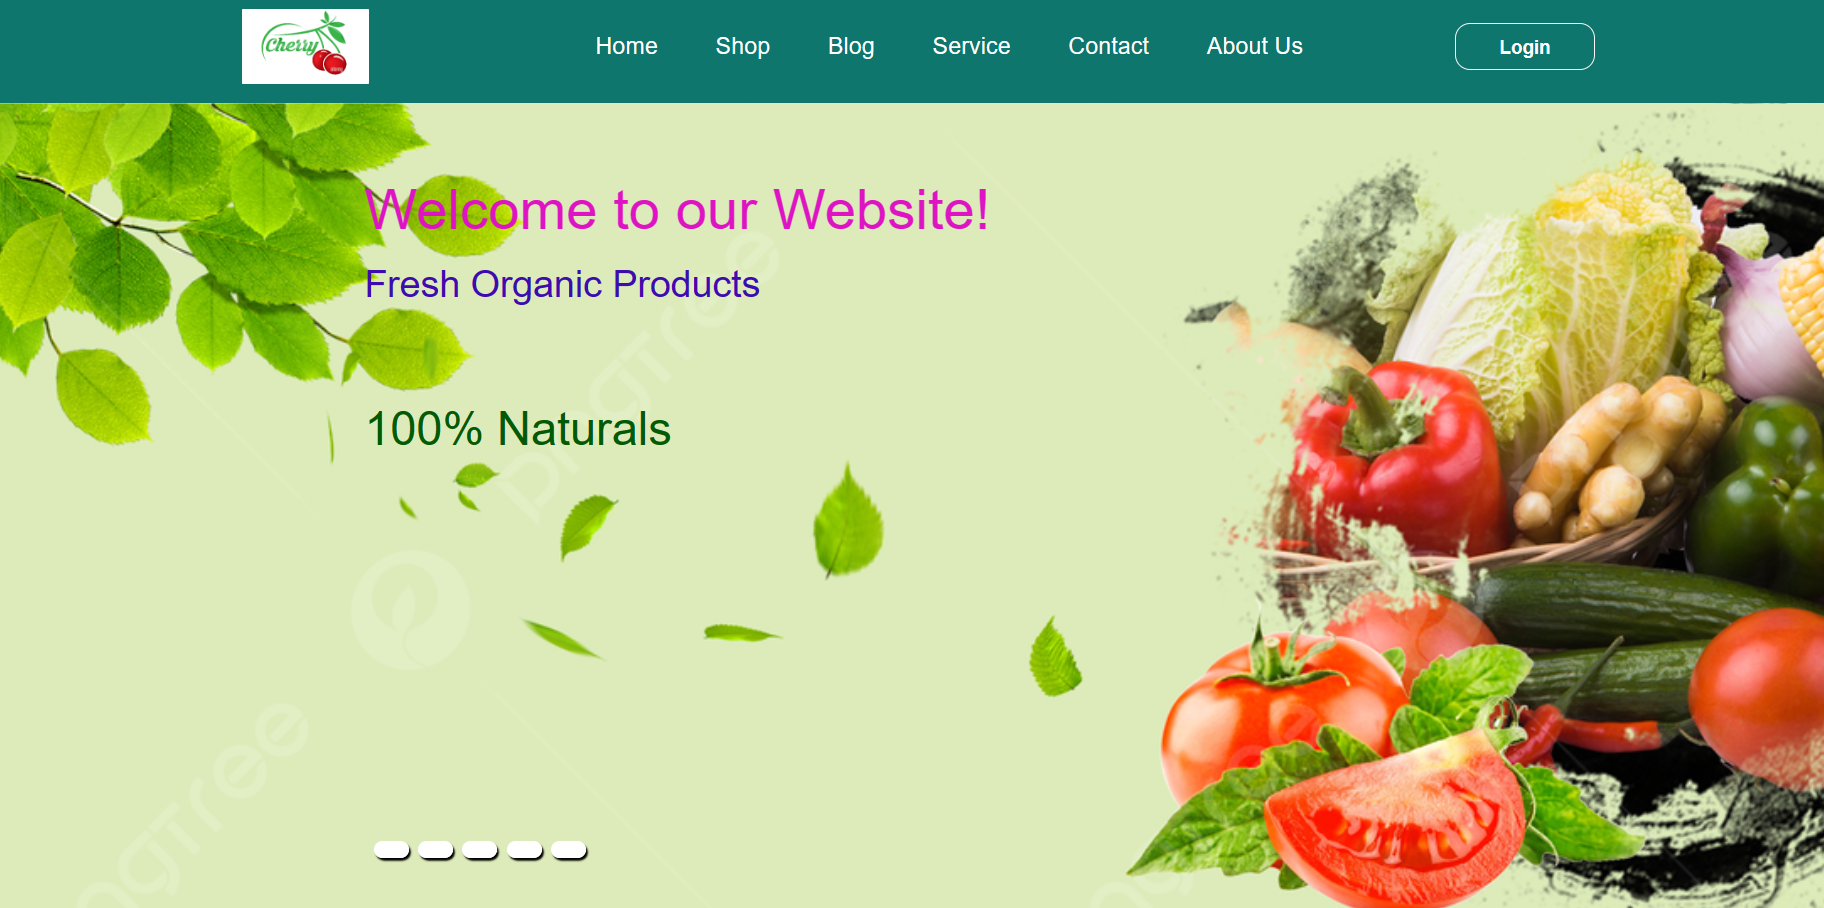 Cherry
Home Shop Blog Service Contact About Us Login
Welcome to our Website!
Fresh Organic Products
100% Naturals
pngtree
pngtree